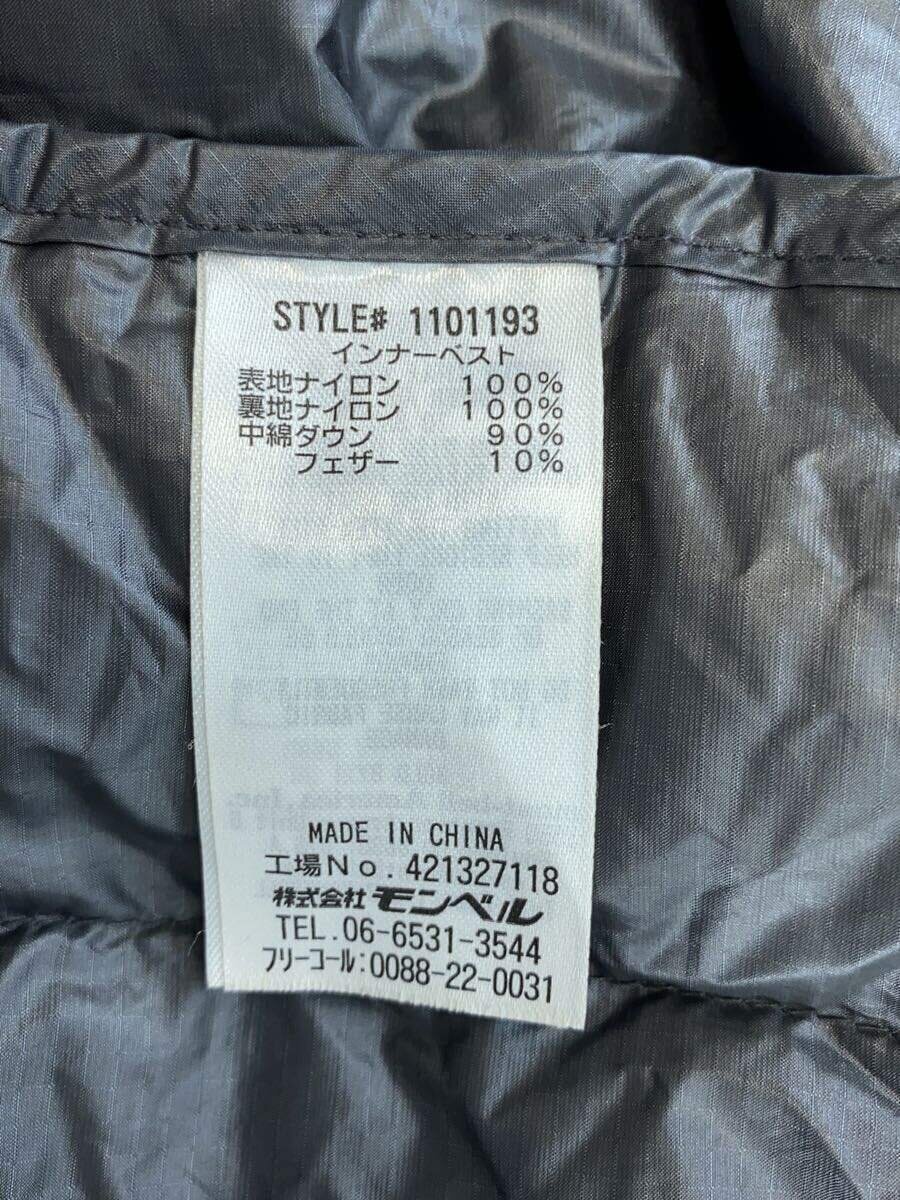 STYLE# 1101193
インナーベスト
表地ナイロン 100%
裏地ナイロン 100%
中綿ダウン 90%
フェザー 10%
MADE IN CHINA
工場No.421327118
株式会社 モンベル
TEL.06-6531-3544
フリーコール:0088-22-0031